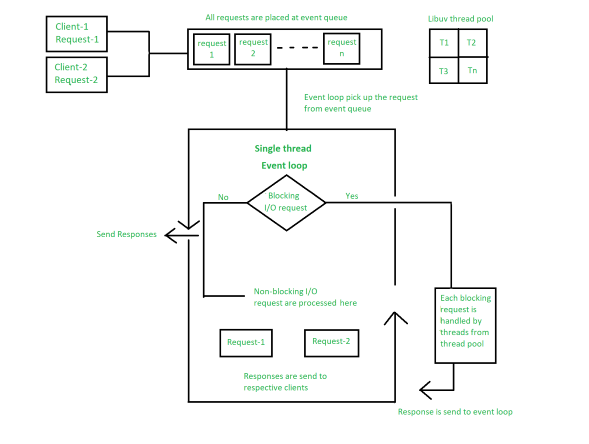 Client-1
Request-1
Client-2
Request-2
All requests are placed at event queue
request
1
request
2
request
n
Libuv thread pool
T1
T2
T3
Tn
Event loop pick up the request
from event queue
Single thread
Event loop
Blocking
I/O request
No
Yes
Send Responses
Non-blocking I/O
request are processed here
Each blocking
request is
handled by
threads from
thread pool
Request-1
Request-2
Responses are send to
respective clients
Response is send to event loop